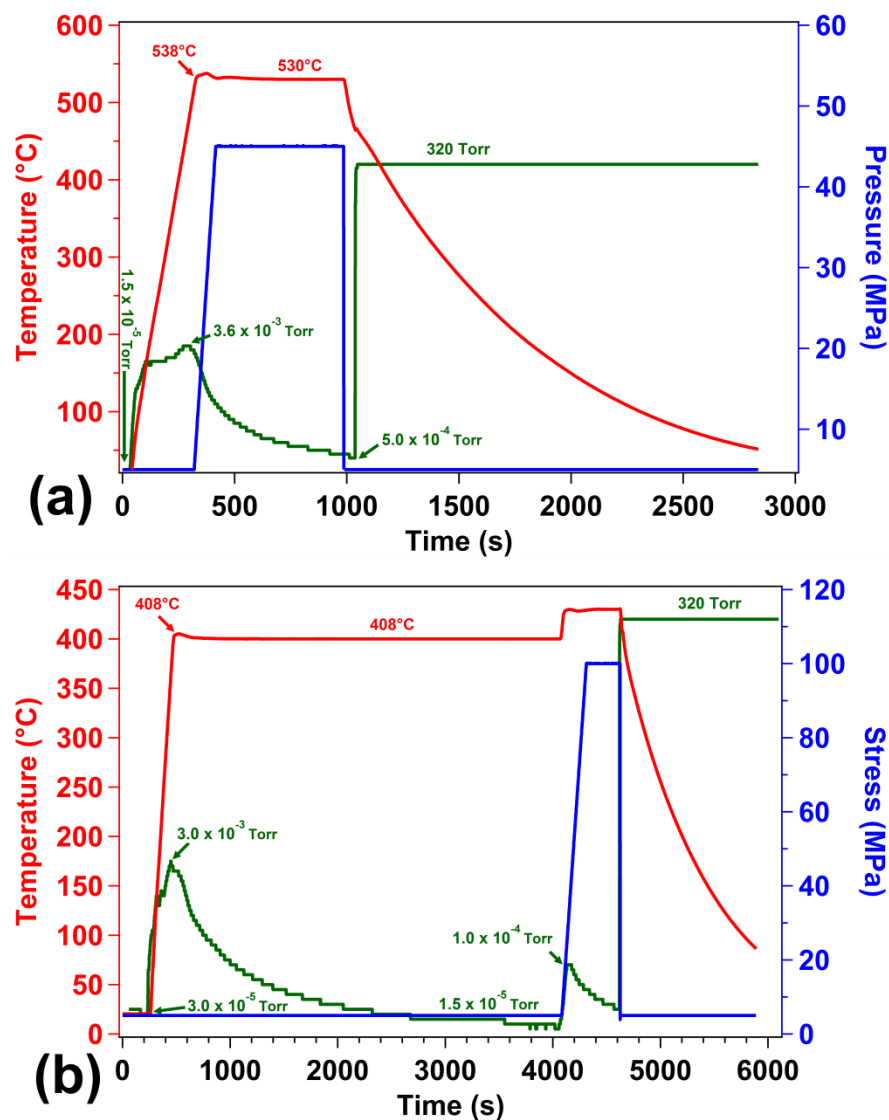 600
500
400
300
200
100
Temperature (°C)
538°C
530°C
320 Torr
1.5 x 10-5 Torr
3.6 x 10-3 Torr
5.0 x 10-4 Torr
60
50
40
30
20
10
Pressure (MPa)
0 500 1000 1500 2000 2500 3000
Time (s)
(a)
450
400
350
300
250
200
150
100
50
0
Temperature (°C)
408°C
408°C
320 Torr
3.0 x 10-3 Torr
1.0 x 10-4 Torr
3.0 x 10-5 Torr
1.5 x 10-5 Torr
120
100
80
60
40
20
0
Stress (MPa)
0 1000 2000 3000 4000 5000 6000
Time (s)
(b)